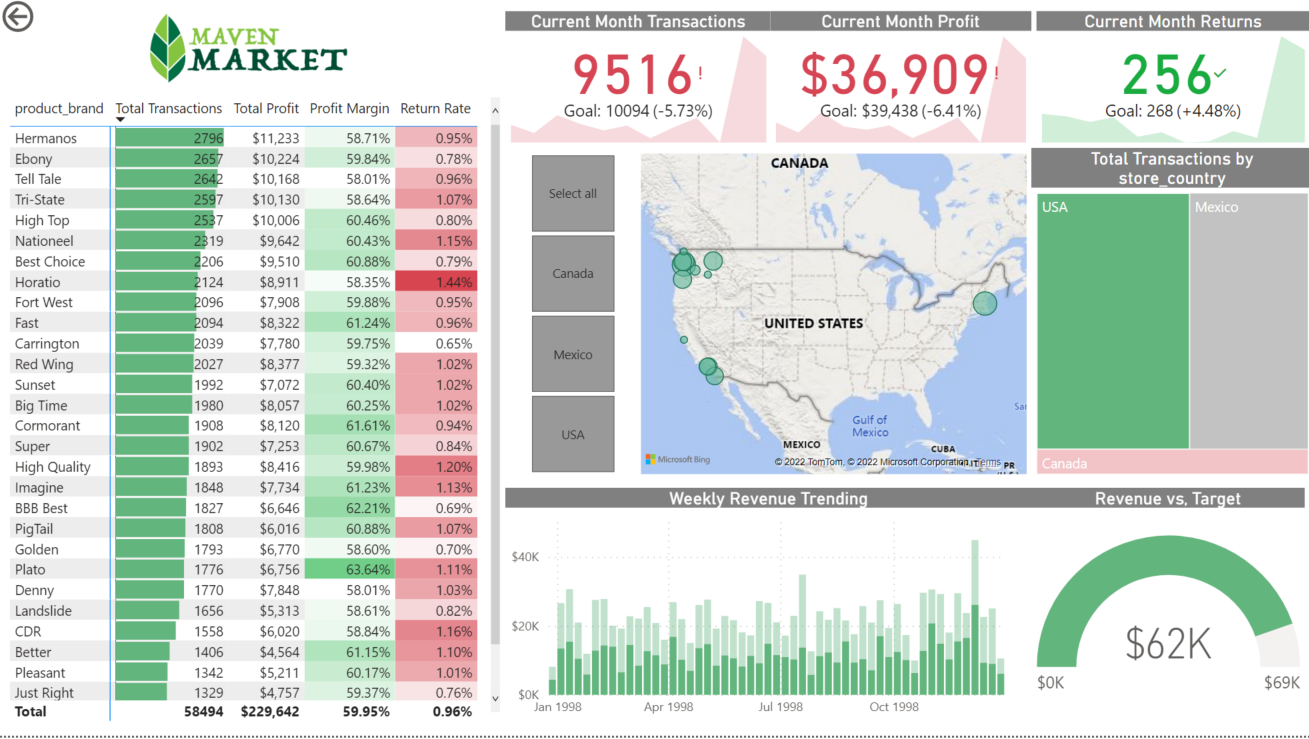 MAVEN
MARKET
product_brand Total Transactions Total Profit Profit Margin Return Rate
Hermanos 2796 $11,233 58.71% 0.95%
Ebony 2657 $10,224 59.84% 0.78%
Tell Tale 2642 $10,168 58.01% 0.96%
Tri-State 2597 $10,130 58.64% 1.07%
High Top 2537 $10,006 60.46% 0.80%
Nationeel 2319 $9,642 60.43% 1.15%
Best Choice 2206 $9,510 60.88% 0.79%
Horatio 2124 $8,911 58.35% 1.44%
Fort West 2096 $7,908 59.88% 0.95%
Fast 2094 $8,322 61.24% 0.96%
Carrington 2039 $7,780 59.75% 0.65%
Red Wing 2027 $8,377 59.32% 1.02%
Sunset 1992 $7,072 60.40% 1.02%
Big Time 1980 $8,057 60.25% 1.02%
Cormorant 1908 $8,120 61.61% 0.94%
Super 1902 $7,253 60.67% 0.84%
High Quality 1893 $8,416 59.98% 1.20%
Imagine 1848 $7,734 61.23% 1.13%
BBB Best 1827 $6,646 62.21% 0.69%
PigTail 1808 $6,016 60.88% 1.07%
Golden 1793 $6,770 58.60% 0.70%
Plato 1776 $6,756 63.64% 1.11%
Denny 1770 $7,848 58.01% 1.03%
Landslide 1656 $5,313 58.61% 0.82%
CDR 1558 $6,020 58.84% 1.16%
Better 1406 $4,564 61.15% 1.10%
Pleasant 1342 $5,211 60.17% 1.01%
Just Right 1329 $4,757 59.37% 0.76%
Total 58494 $229,642 59.95% 0.96%
Current Month Transactions
9516!
Goal: 10094 (-5.73%)
Current Month Profit
$36,909!
Goal: $39,438 (-6.41%)
Current Month Returns
256
Goal: 268 (+4.48%)
Select all
Canada
Mexico
USA
CANADA
UNITED STATES
Gulf of
Mexico
MEXICO
CUBA
PR
Microsoft Bing
© 2022 TomTom, © 2022 Microsoft Corporation Terms
Total Transactions by
store_country
USA
Mexico
Canada
Weekly Revenue Trending
$40K
$20K
$0K
Jan 1998 Apr 1998 Jul 1998 Oct 1998
Revenue vs, Target
$62K
$0K $69K